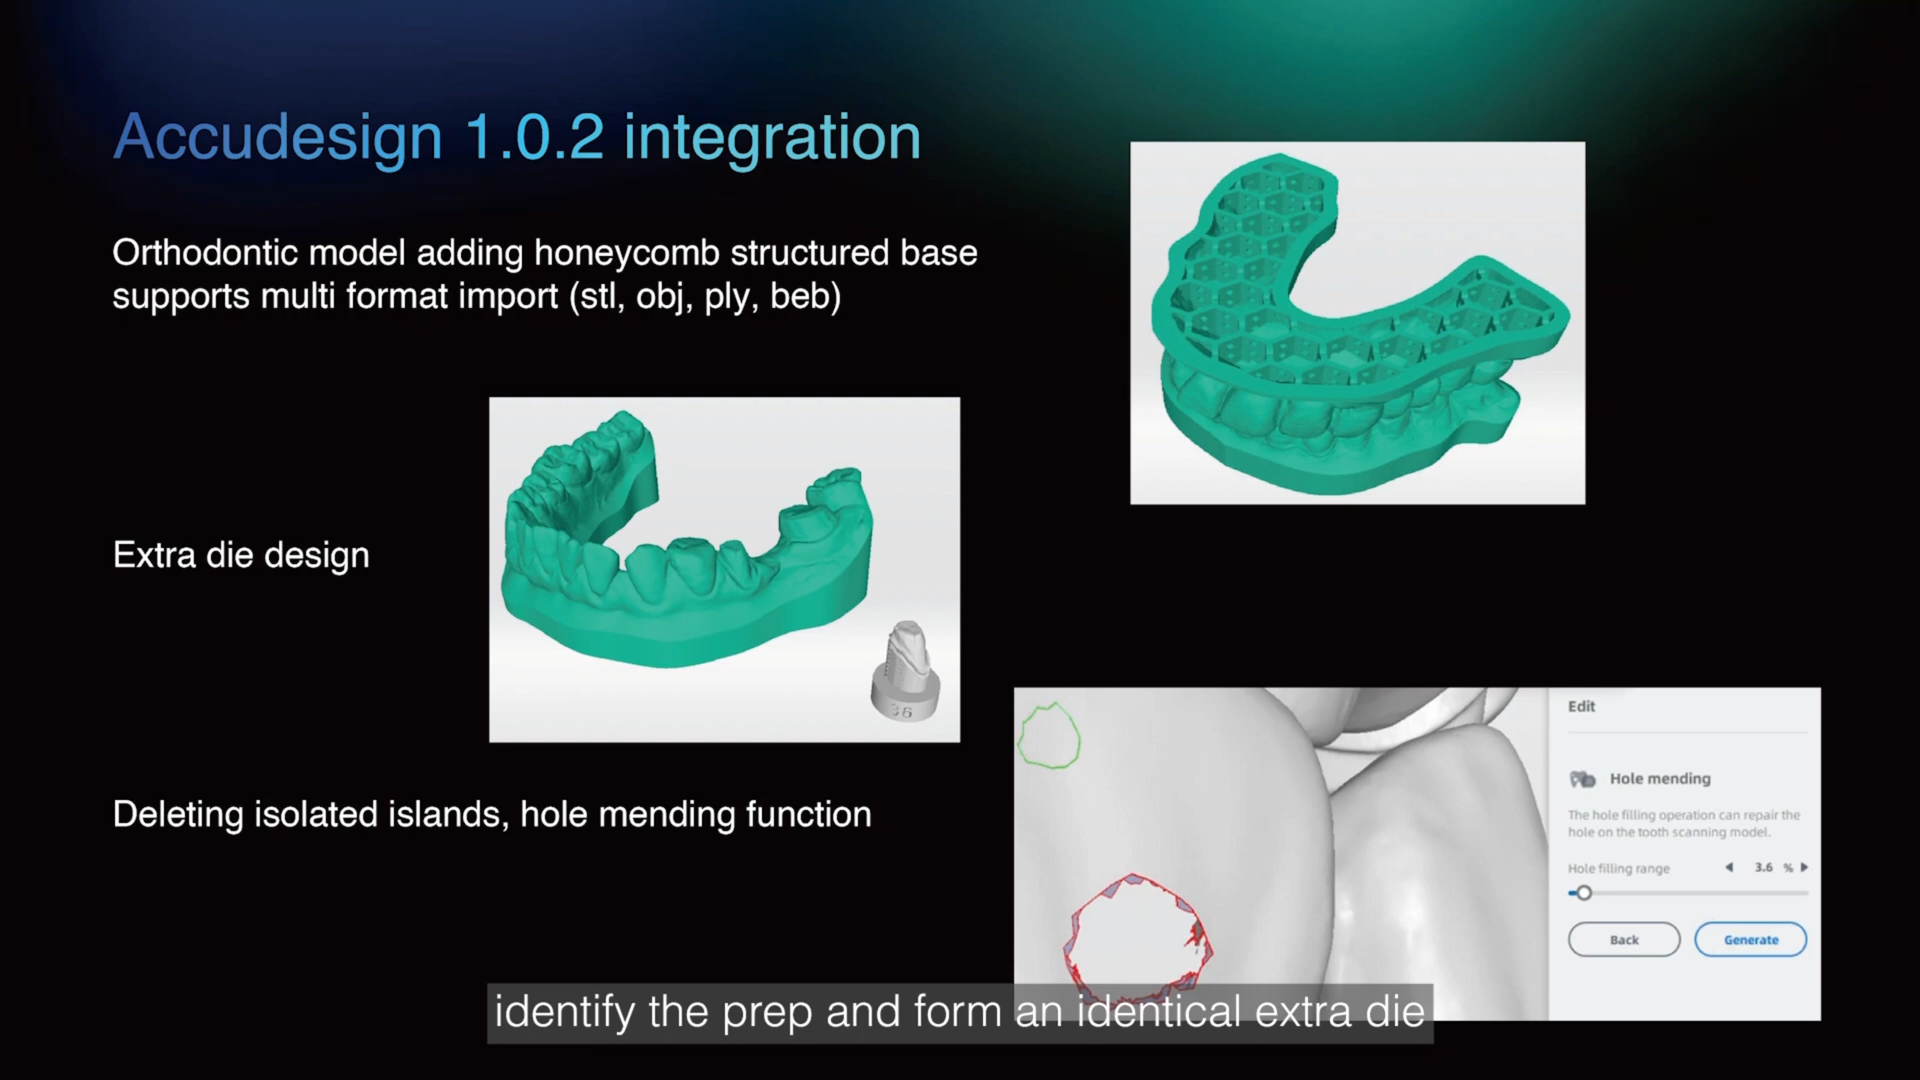 Accudesign 1.0.2 integration
Orthodontic model adding honeycomb structured base
supports multi format import (stl, obj, ply, beb)
Extra die design
36
Deleting isolated islands, hole mending function
Edit
Hole mending
The hole filling operation can repair the
hole on the tooth scanning model.
Hole filling range 3.6 %
Back Generate
identify the prep and form an identical extra die